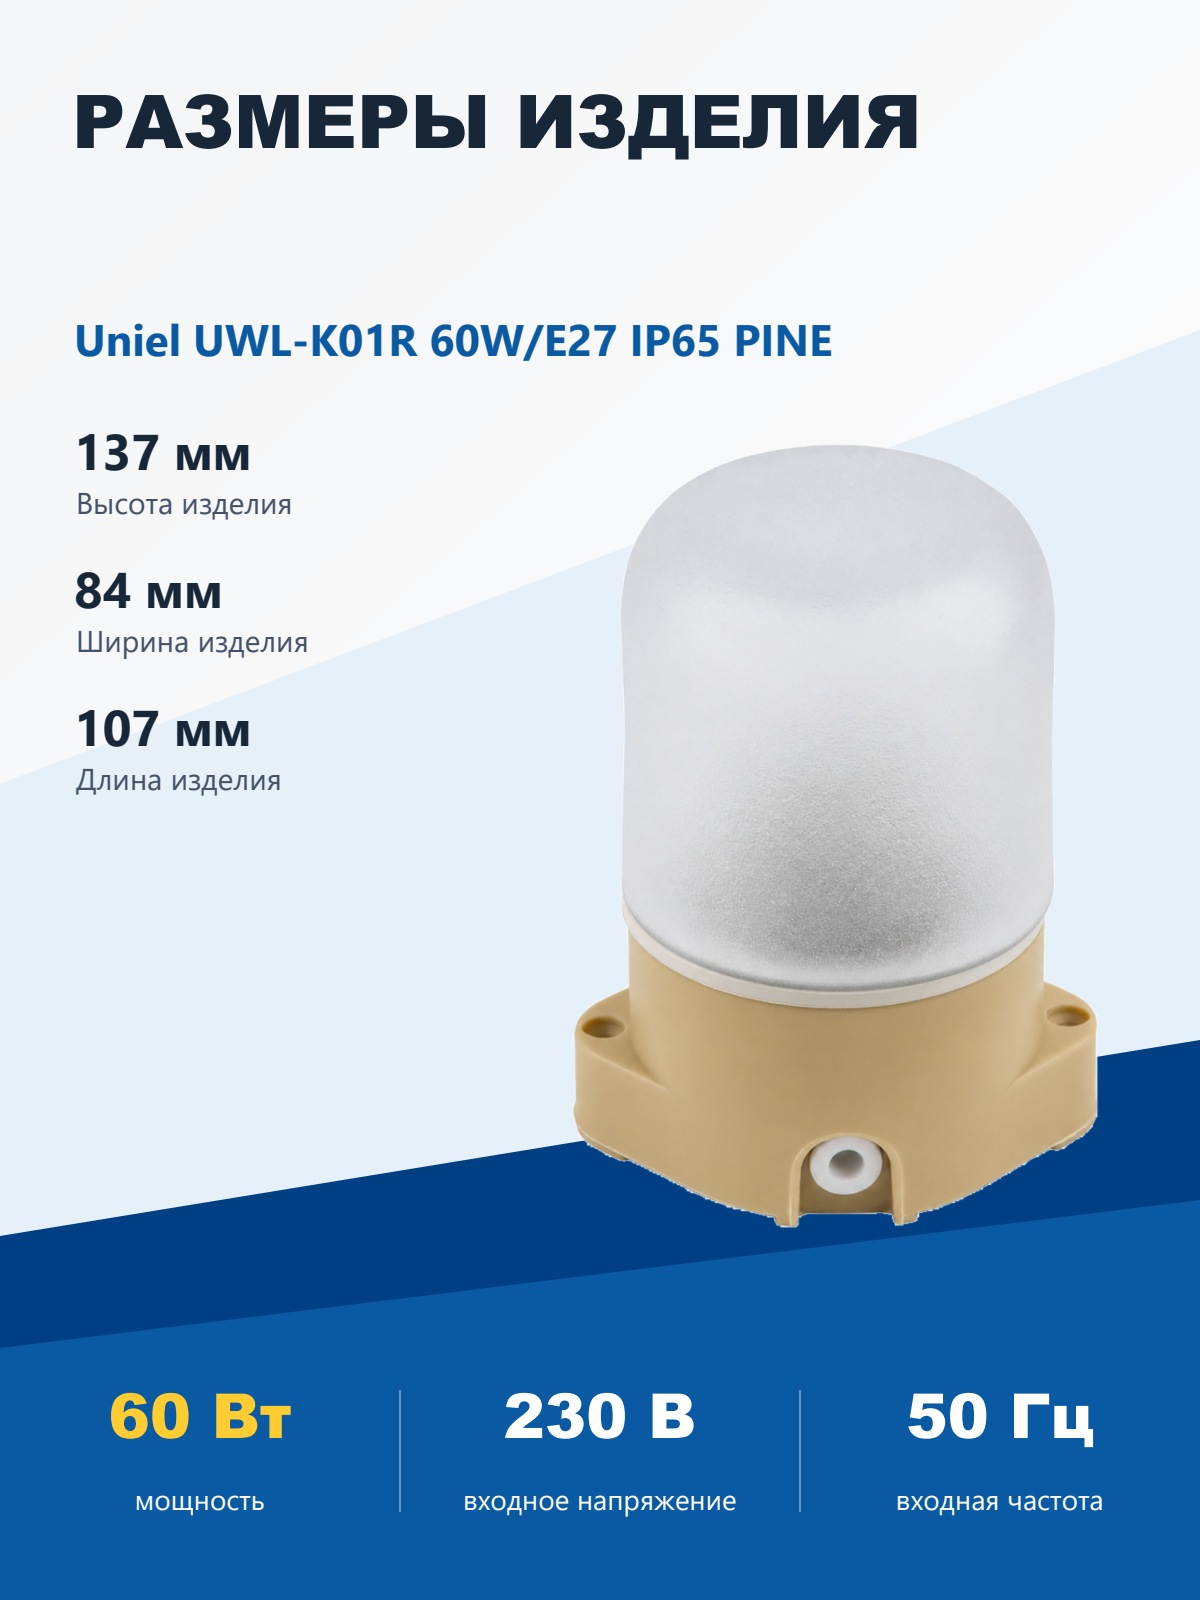 РАЗМЕРЫ ИЗДЕЛИЯ
Uniel UWL-K01R 60W/E27 IP65 PINE
137 мм
Высота изделия
84 мм
Ширина изделия
107 мм
Длина изделия
60 Вт
мощность
230 В
входное напряжение
50 Гц
входная частота